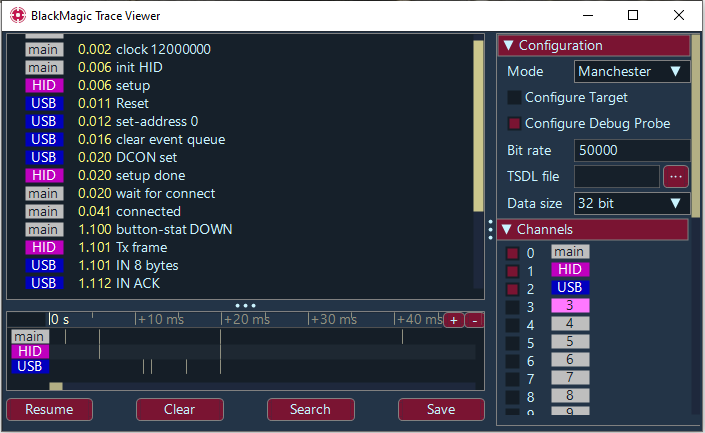 BlackMagic Trace Viewer
main 0.002 clock 12000000
main 0.006 init HID
HID 0.006 setup
USB 0.011 Reset
USB 0.012 set-address 0
USB 0.016 clear event queue
USB 0.020 DCON set
HID 0.020 setup done
main 0.020 wait for connect
main 0.041 connected
main 1.100 button-stat DOWN
HID 1.101 Tx frame
USB 1.101 IN 8 bytes
USB 1.112 IN ACK
0 s +10 ms +20 ms +30 ms +40 ms + -
main
HID
USB
Resume Clear Search Save
Configuration
Mode Manchester
Configure Target
Configure Debug Probe
Bit rate 50000
TSDL file ...
Data size 32 bit
Channels
0 main
1 HID
2 USB
3 3
4 4
5 5
6 6
7 7
8 8
9 9